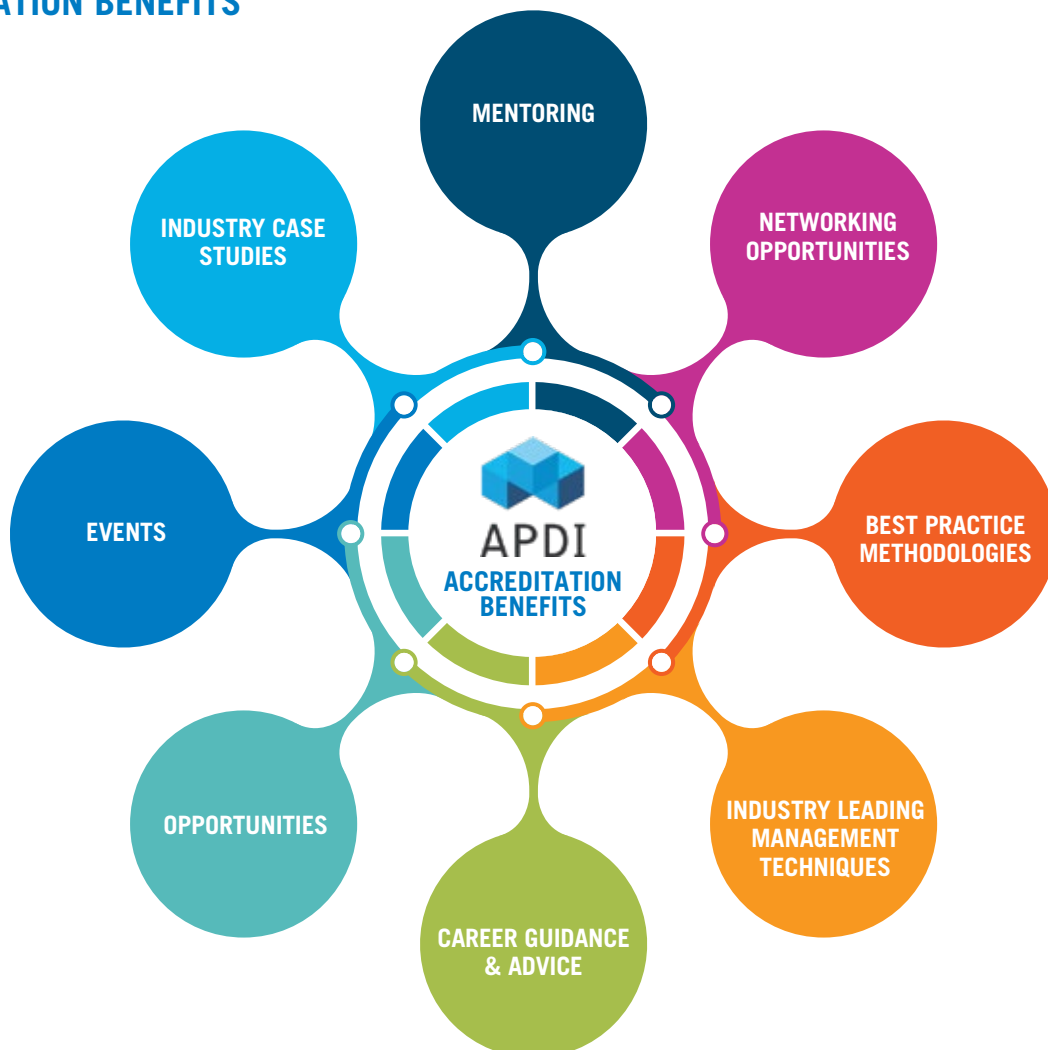 ATION BENEFITS
MENTORING
NETWORKING
OPPORTUNITIES
BEST PRACTICE
METHODOLOGIES
INDUSTRY LEADING
MANAGEMENT
TECHNIQUES
CAREER GUIDANCE
& ADVICE
OPPORTUNITIES
EVENTS
INDUSTRY CASE
STUDIES
APDI
ACCREDITATION
BENEFITS